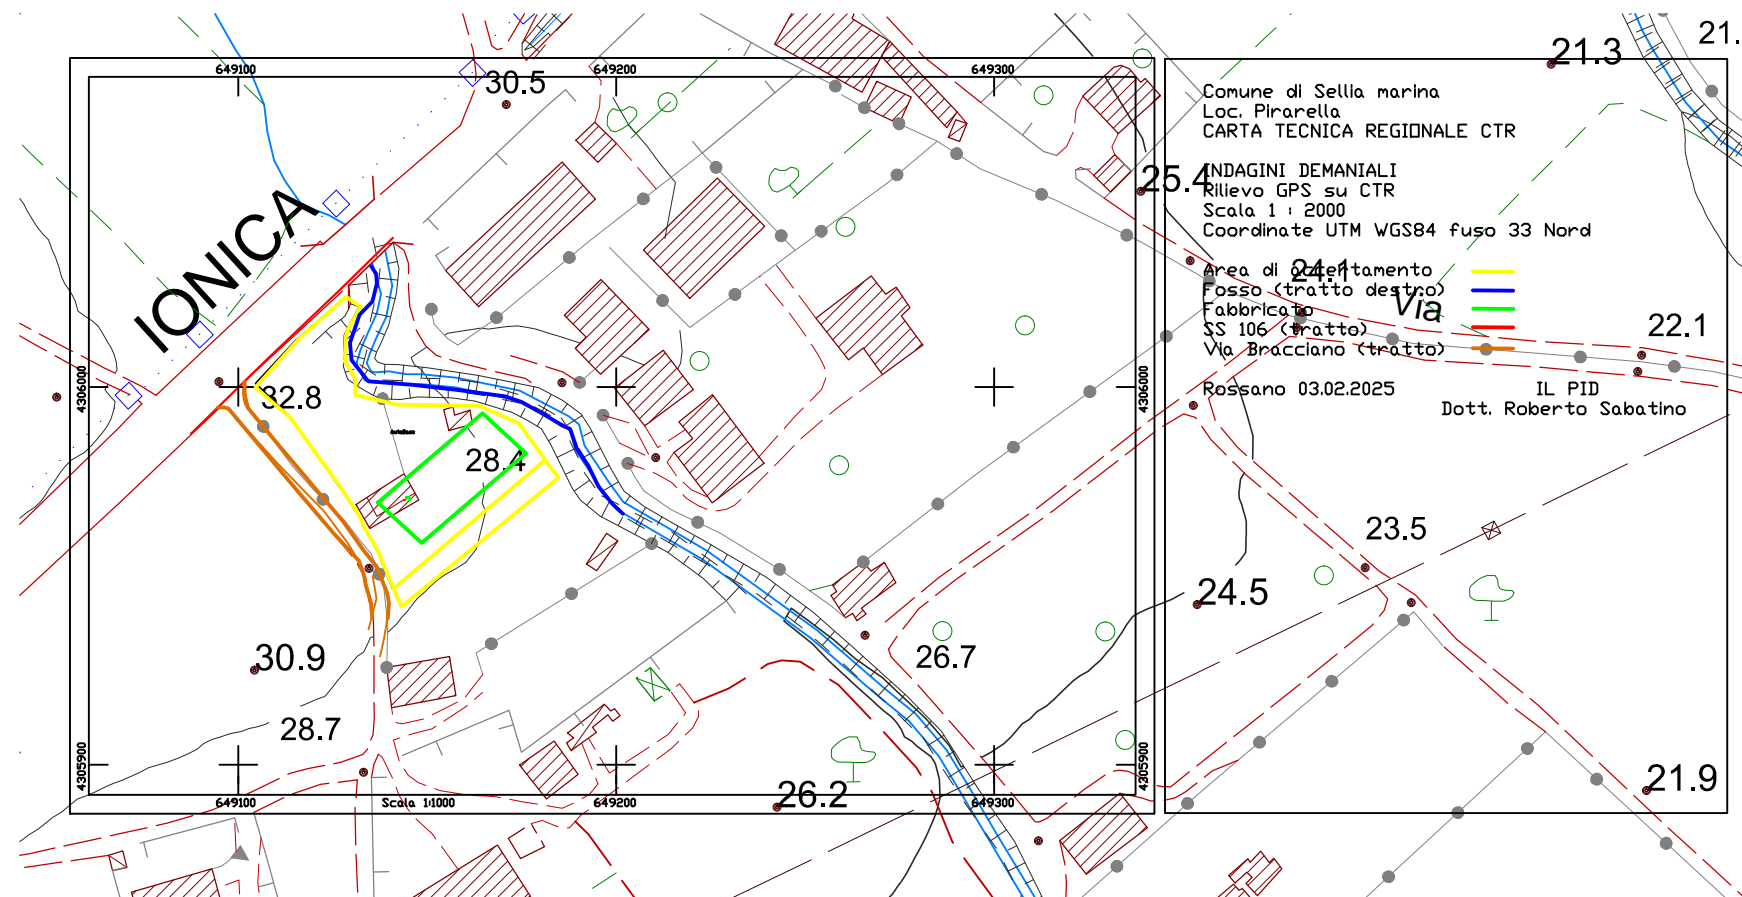 21.3
21.
649100
649200
649300
30.5
Comune di Sellia marina
Loc. Pirarella
CARTA TECNICA REGIONALE CTR
INDAGINI DEMANIALI
Rilievo GPS su CTR
Scala 1 : 2000
Coordinate UTM WGS84 fuso 33 Nord
25.4
IONICA
Area di accentamento
24.1
Fosso (tratto destro)
Via
Fabbricato
SS 106 (tratto)
Via Bracciano (tratto)
22.1
4306000
4306000
32.8
Rossano 03.02.2025
IL PID
Dott. Roberto Sabatino
28.4
23.5
24.5
30.9
26.7
28.7
4305900
4305900
21.9
26.2
649100
Scala 1:1000
649200
649300